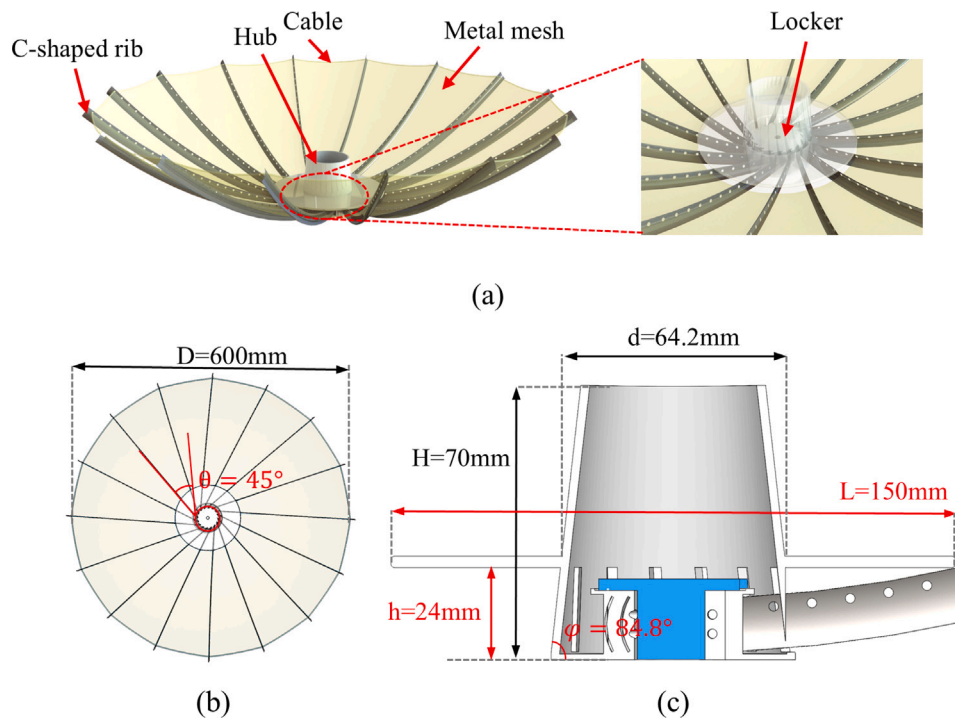 Cable
Hub
Metal mesh
Locker
C-shaped rib
(a)
D=600mm
θ = 45°
d=64.2mm
H=70mm
L=150mm
h=24mm
φ = 84.8°
(b)
(c)